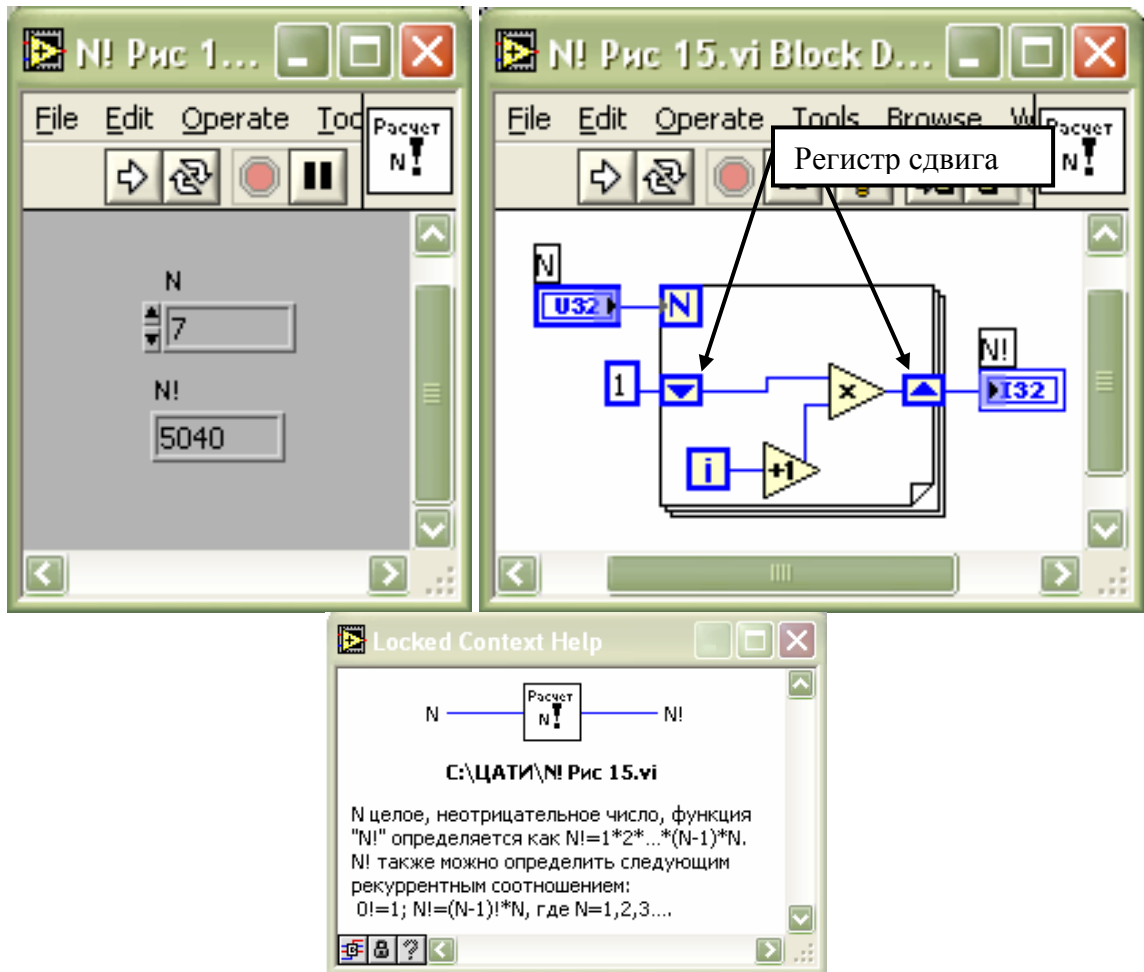 N! Рис 1...
File Edit Operate Too
Расчет
N!
N
7
N!
5040
N! Рис 15.vi Block D...
File Edit Operate Tools Browse W
Расчет
N!
Регистр сдвига
N
U32
N
1
x
i
+1
N!
I32
Locked Context Help
N
Расчет
N!
N!
C:\ЦАТИ\N! Рис 15.vi
N целое, неотрицательное число, функция
"N!" определяется как N!=1*2*...*(N-1)*N.
N! также можно определить следующим
рекуррентным соотношением:
0!=1; N!=(N-1)!*N, где N=1,2,3....
?